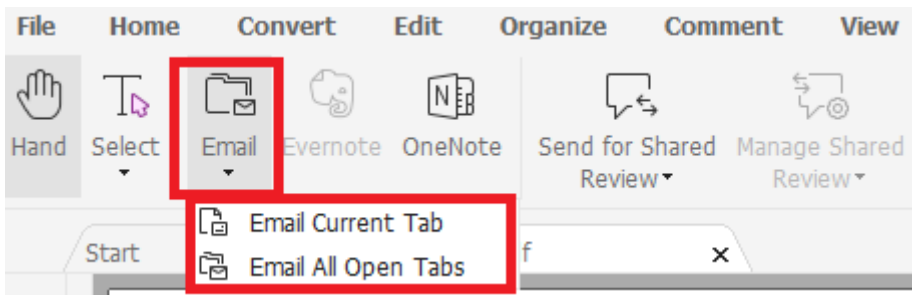 File Home Convert Edit Organize Comment View
Hand Select Email Evernote OneNote Send for Shared Review Manage Shared Review
Email Current Tab
Email All Open Tabs
Start f